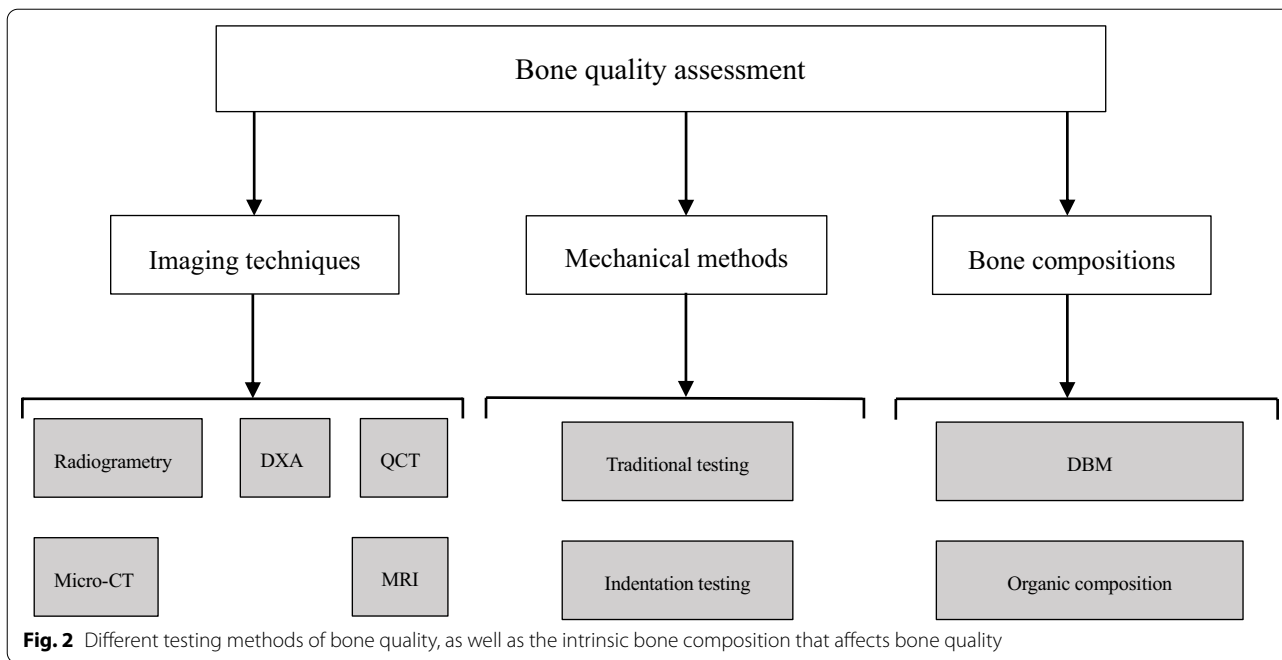 Bone quality assessment
Imaging techniques
Mechanical methods
Bone compositions
Radiogrametry
DXA
QCT
Traditional testing
DBM
Micro-CT
MRI
Indentation testing
Organic composition
Fig. 2 Different testing methods of bone quality, as well as the intrinsic bone composition that affects bone quality